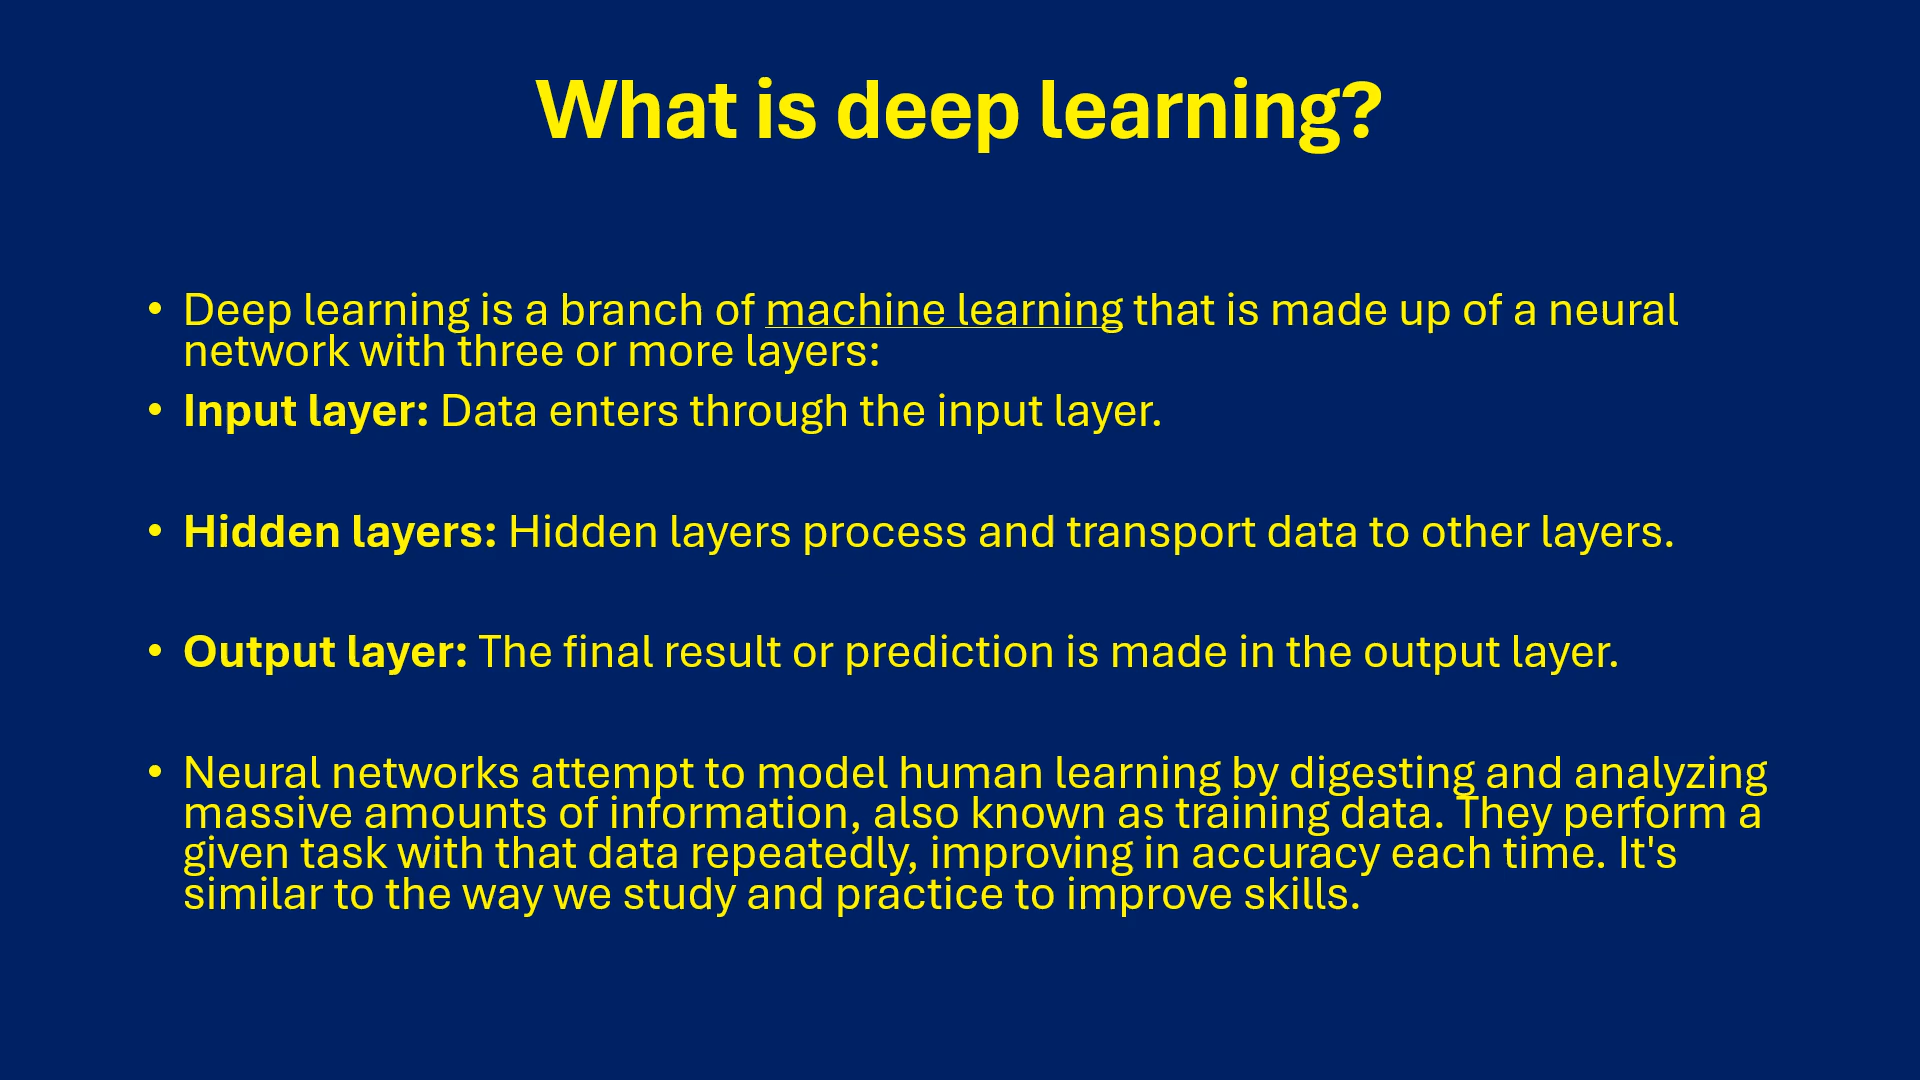 What is deep learning?
• Deep learning is a branch of machine learning that is made up of a neural
network with three or more layers:
• Input layer: Data enters through the input layer.
• Hidden layers: Hidden layers process and transport data to other layers.
• Output layer: The final result or prediction is made in the output layer.
• Neural networks attempt to model human learning by digesting and analyzing
massive amounts of information, also known as training data. They perform a
given task with that data repeatedly, improving in accuracy each time. It's
similar to the way we study and practice to improve skills.